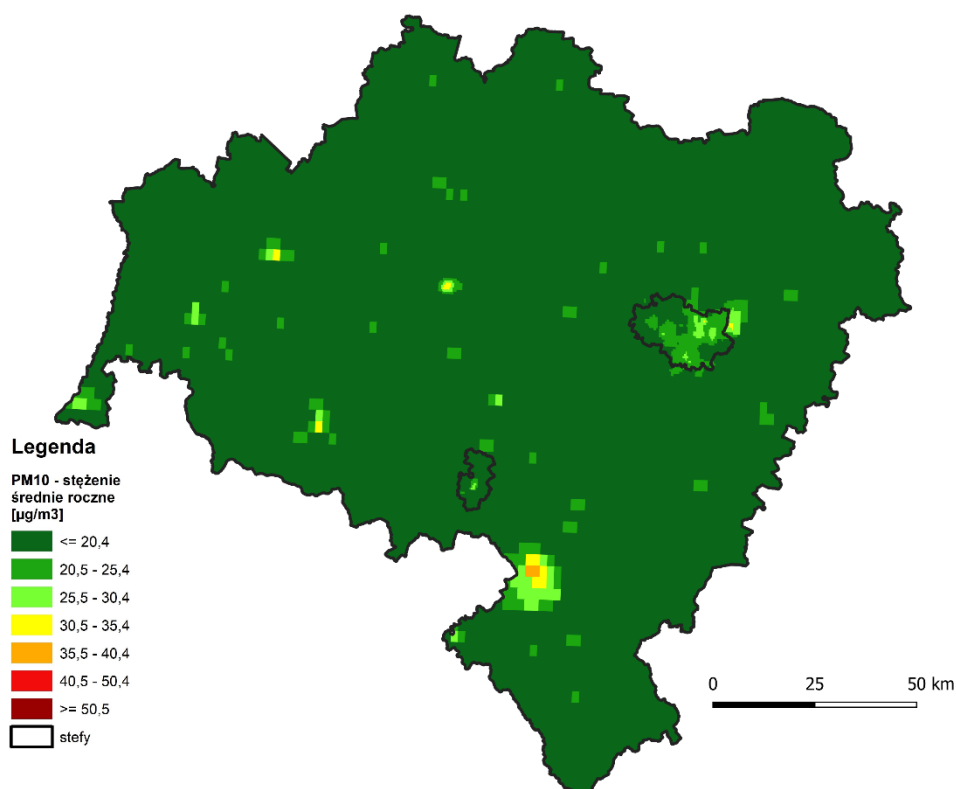 Legenda
PM10 - stężenie
średnie roczne
[µg/m3]
<= 20,4
20,5 - 25,4
25,5 - 30,4
30,5 - 35,4
35,5 - 40,4
40,5 - 50,4
>= 50,5
stefy
0 25 50 km